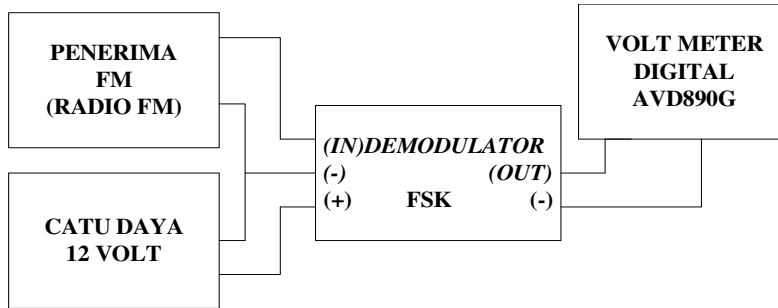 PENERIMA
FM
(RADIO FM)
CATU DAYA
12 VOLT
(IN)DEMODULATOR
(-) (OUT)
(+) FSK (-)
VOLT METER
DIGITAL
AVD890G